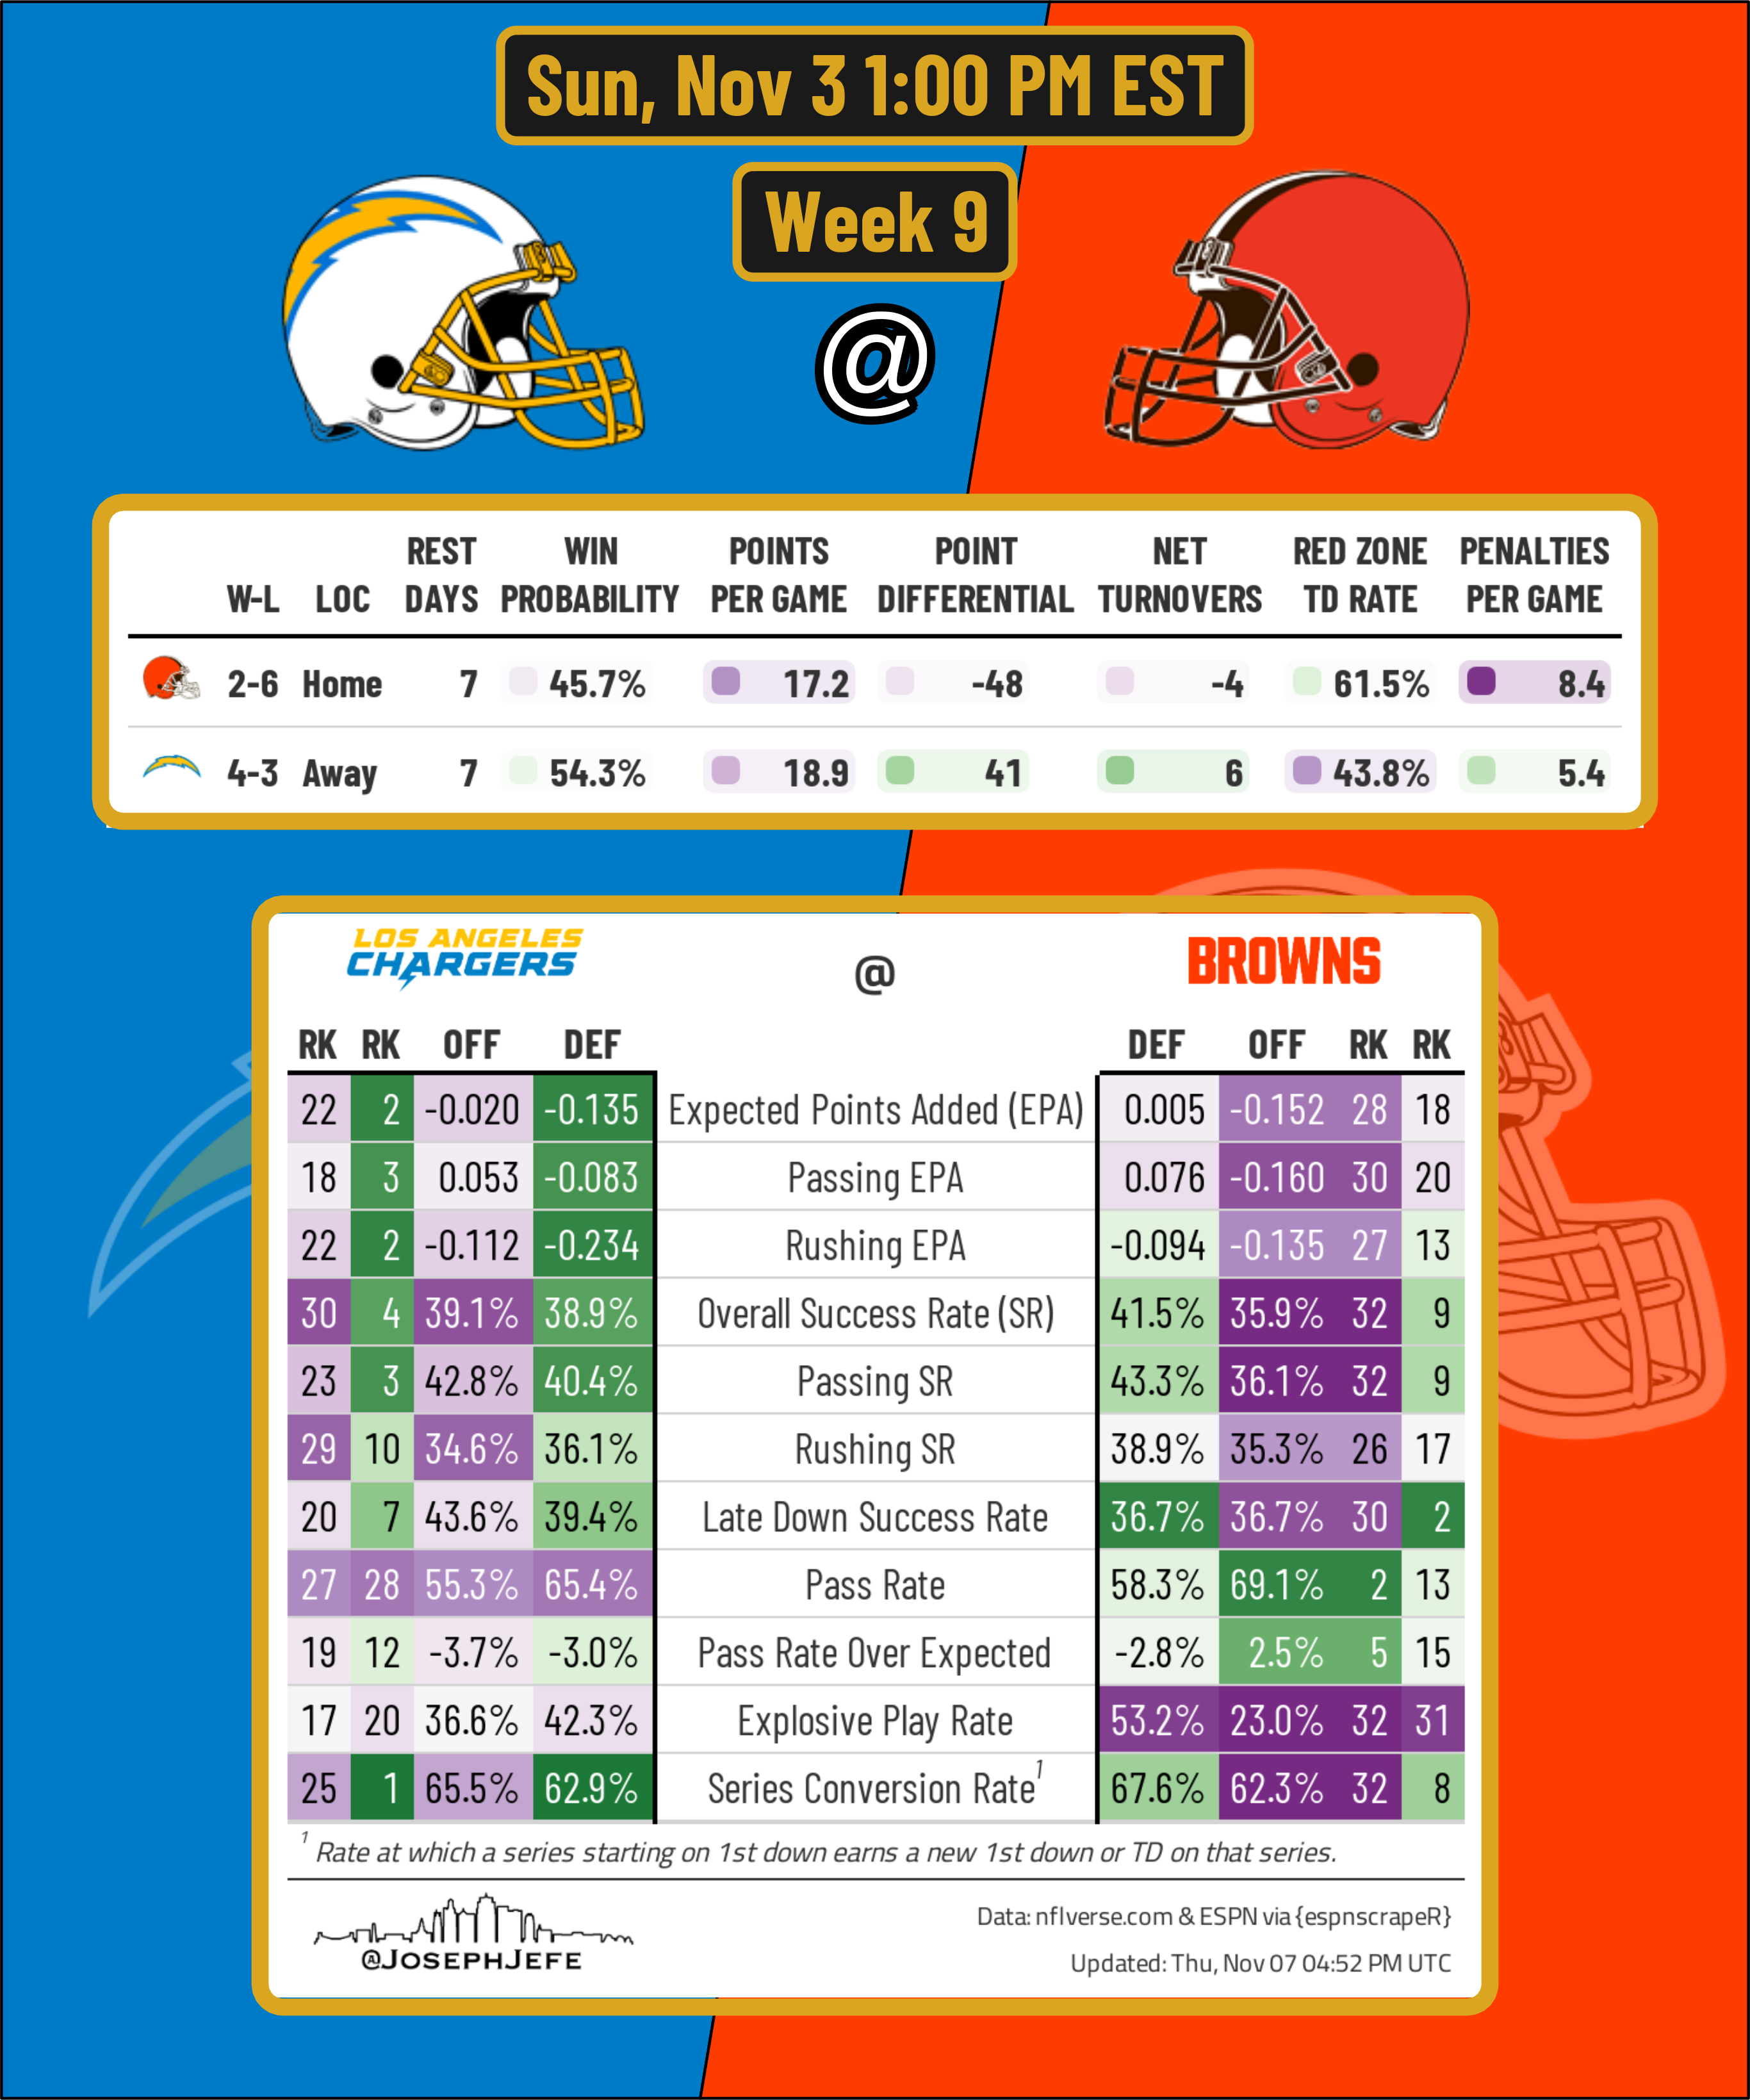 Sun, Nov 3 1:00 PM EST
Week 9
@
REST WIN POINTS POINT NET RED ZONE PENALTIES
W-L LOC DAYS PROBABILITY PER GAME DIFFERENTIAL TURNOVERS TD RATE PER GAME
2-6 Home 7 45.7% 17.2 -48 -4 61.5% 8.4
4-3 Away 7 54.3% 18.9 41 6 43.8% 5.4
LOS ANGELES
CHARGERS @ BROWNS
RK RK OFF DEF DEF OFF RK RK
22 2 -0.020 -0.135 Expected Points Added (EPA) 0.005 -0.152 28 18
18 3 0.053 -0.083 Passing EPA 0.076 -0.160 30 20
22 2 -0.112 -0.234 Rushing EPA -0.094 -0.135 27 13
30 4 39.1% 38.9% Overall Success Rate (SR) 41.5% 35.9% 32 9
23 3 42.8% 40.4% Passing SR 43.3% 36.1% 32 9
29 10 34.6% 36.1% Rushing SR 38.9% 35.3% 26 17
20 7 43.6% 39.4% Late Down Success Rate 36.7% 36.7% 30 2
27 28 55.3% 65.4% Pass Rate 58.3% 69.1% 2 13
19 12 -3.7% -3.0% Pass Rate Over Expected -2.8% 2.5% 5 15
17 20 36.6% 42.3% Explosive Play Rate 53.2% 23.0% 32 31
25 1 65.5% 62.9% Series Conversion Rate1 67.6% 62.3% 32 8
1 Rate at which a series starting on 1st down earns a new 1st down or TD on that series.
@JOSEPHJEFE
Data: nflverse.com & ESPN via {espnscrapeR}
Updated: Thu, Nov 07 04:52 PM UTC